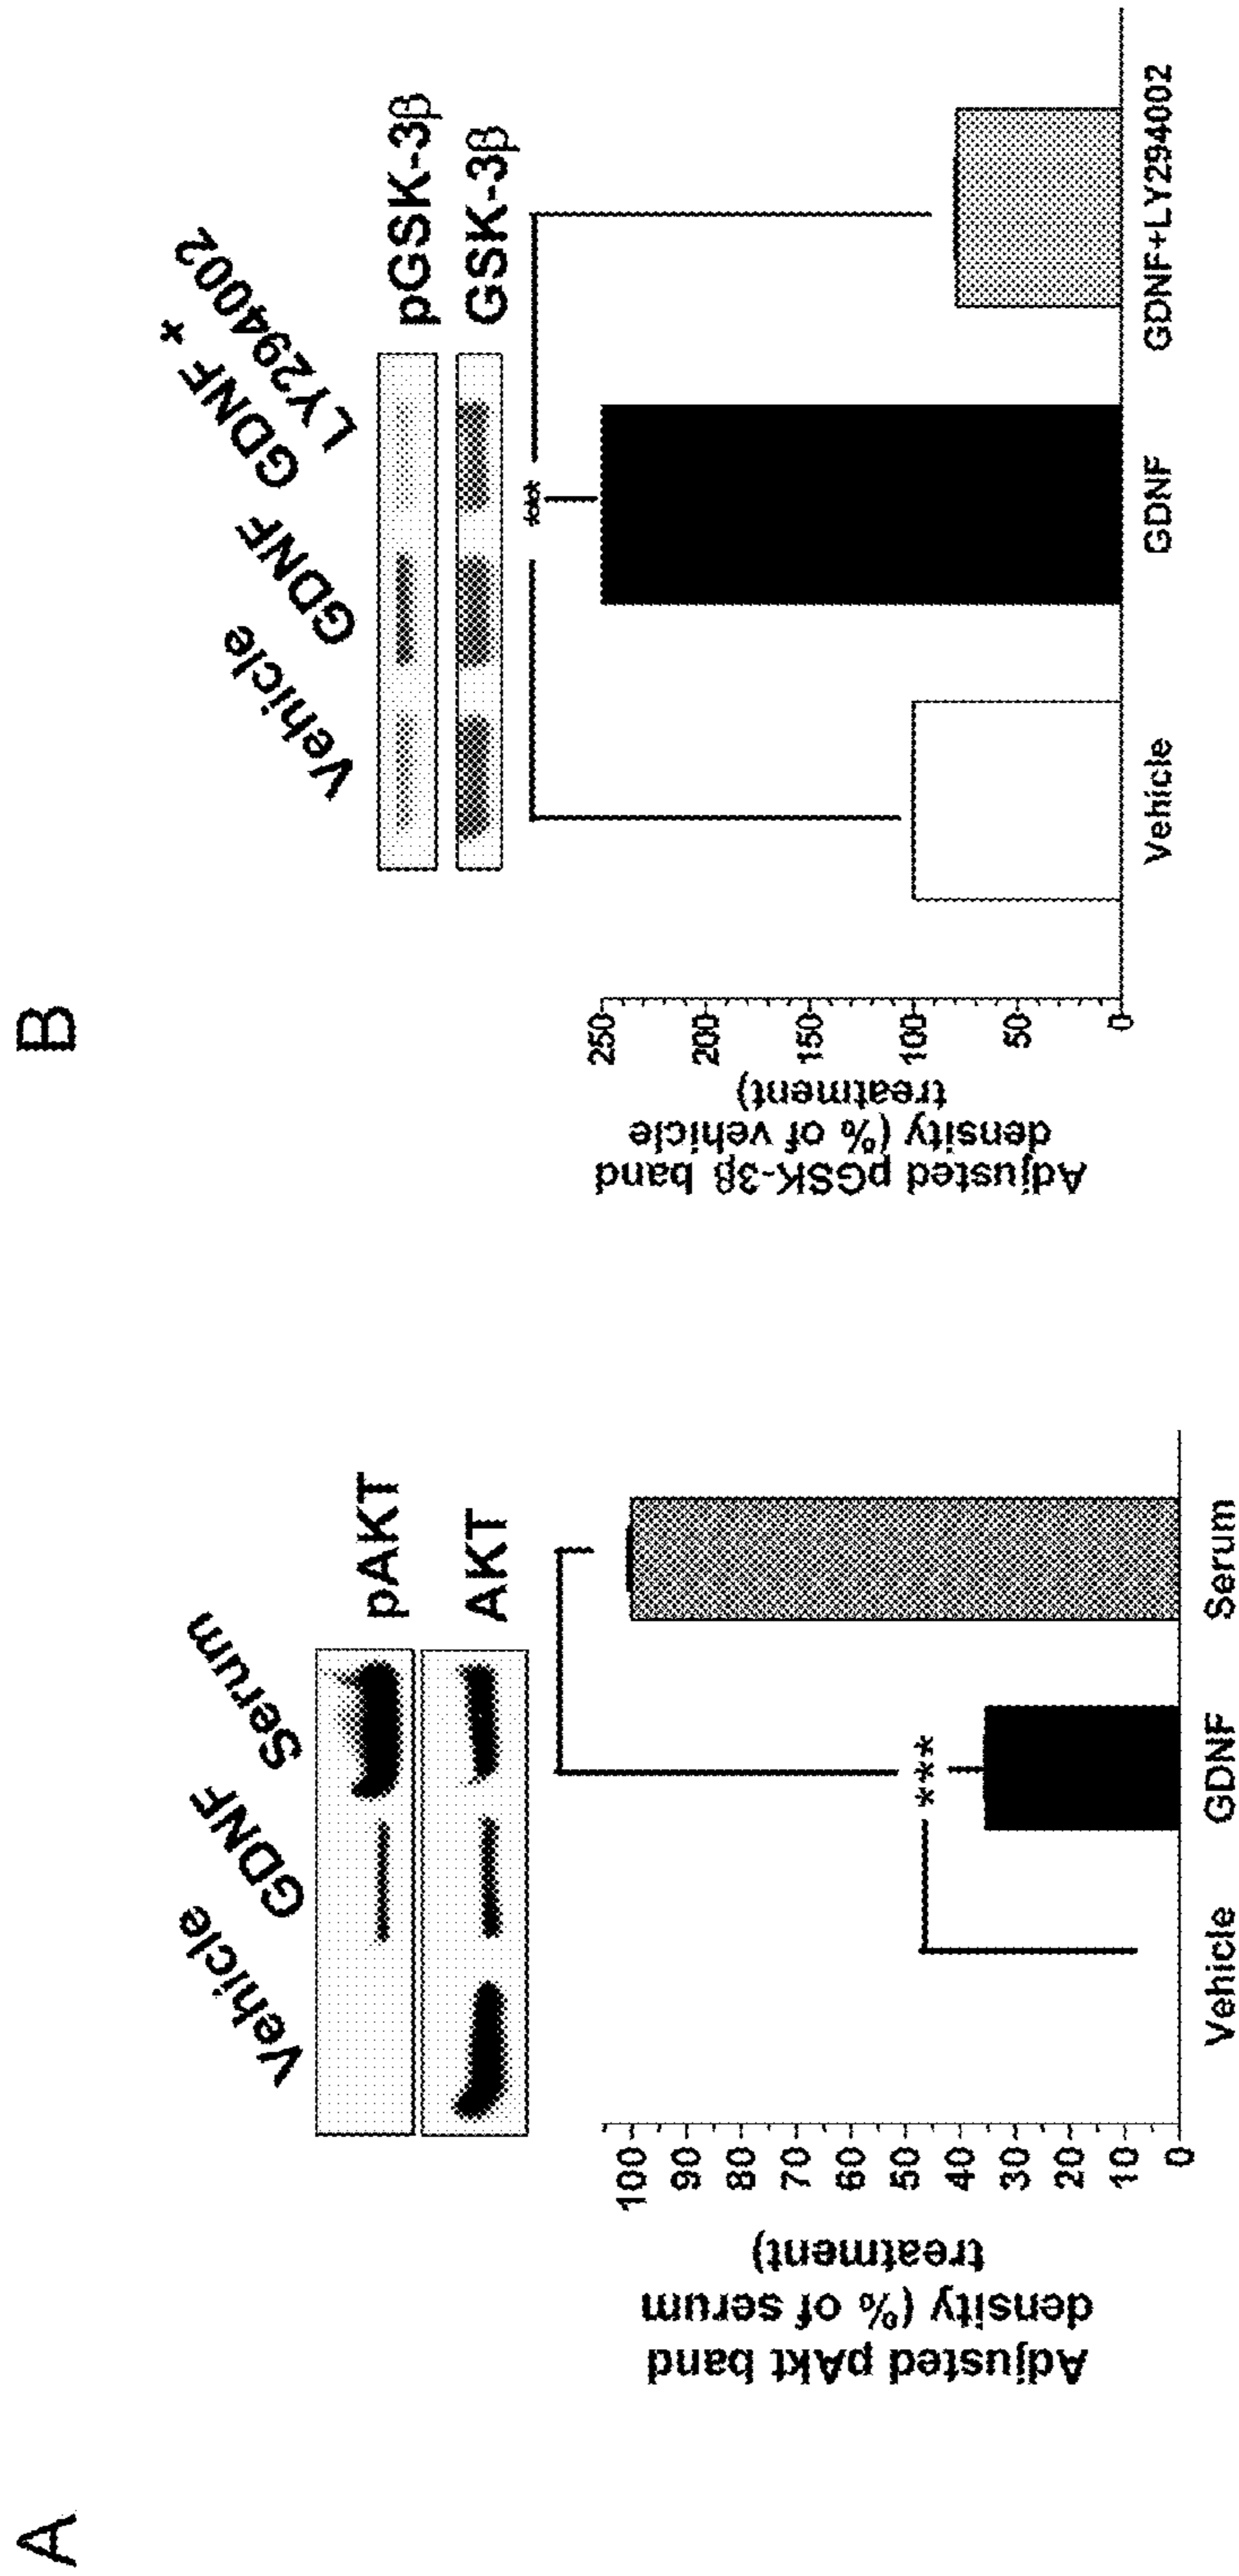 A
Vehicle
GDNF
Serum
pAKT
AKT
Adjusted pAkt band
density (% of serum
treatment)
100
90
80
70
60
50
40
30
20
10
0
***
Vehicle
GDNF
Serum
B
Vehicle
GDNF
GDNF +
LY294002
pGSK-3β
GSK-3β
Adjusted pGSK-3β band
density (% of vehicle
treatment)
250
200
150
100
50
0
Vehicle
GDNF
GDNF+LY294002